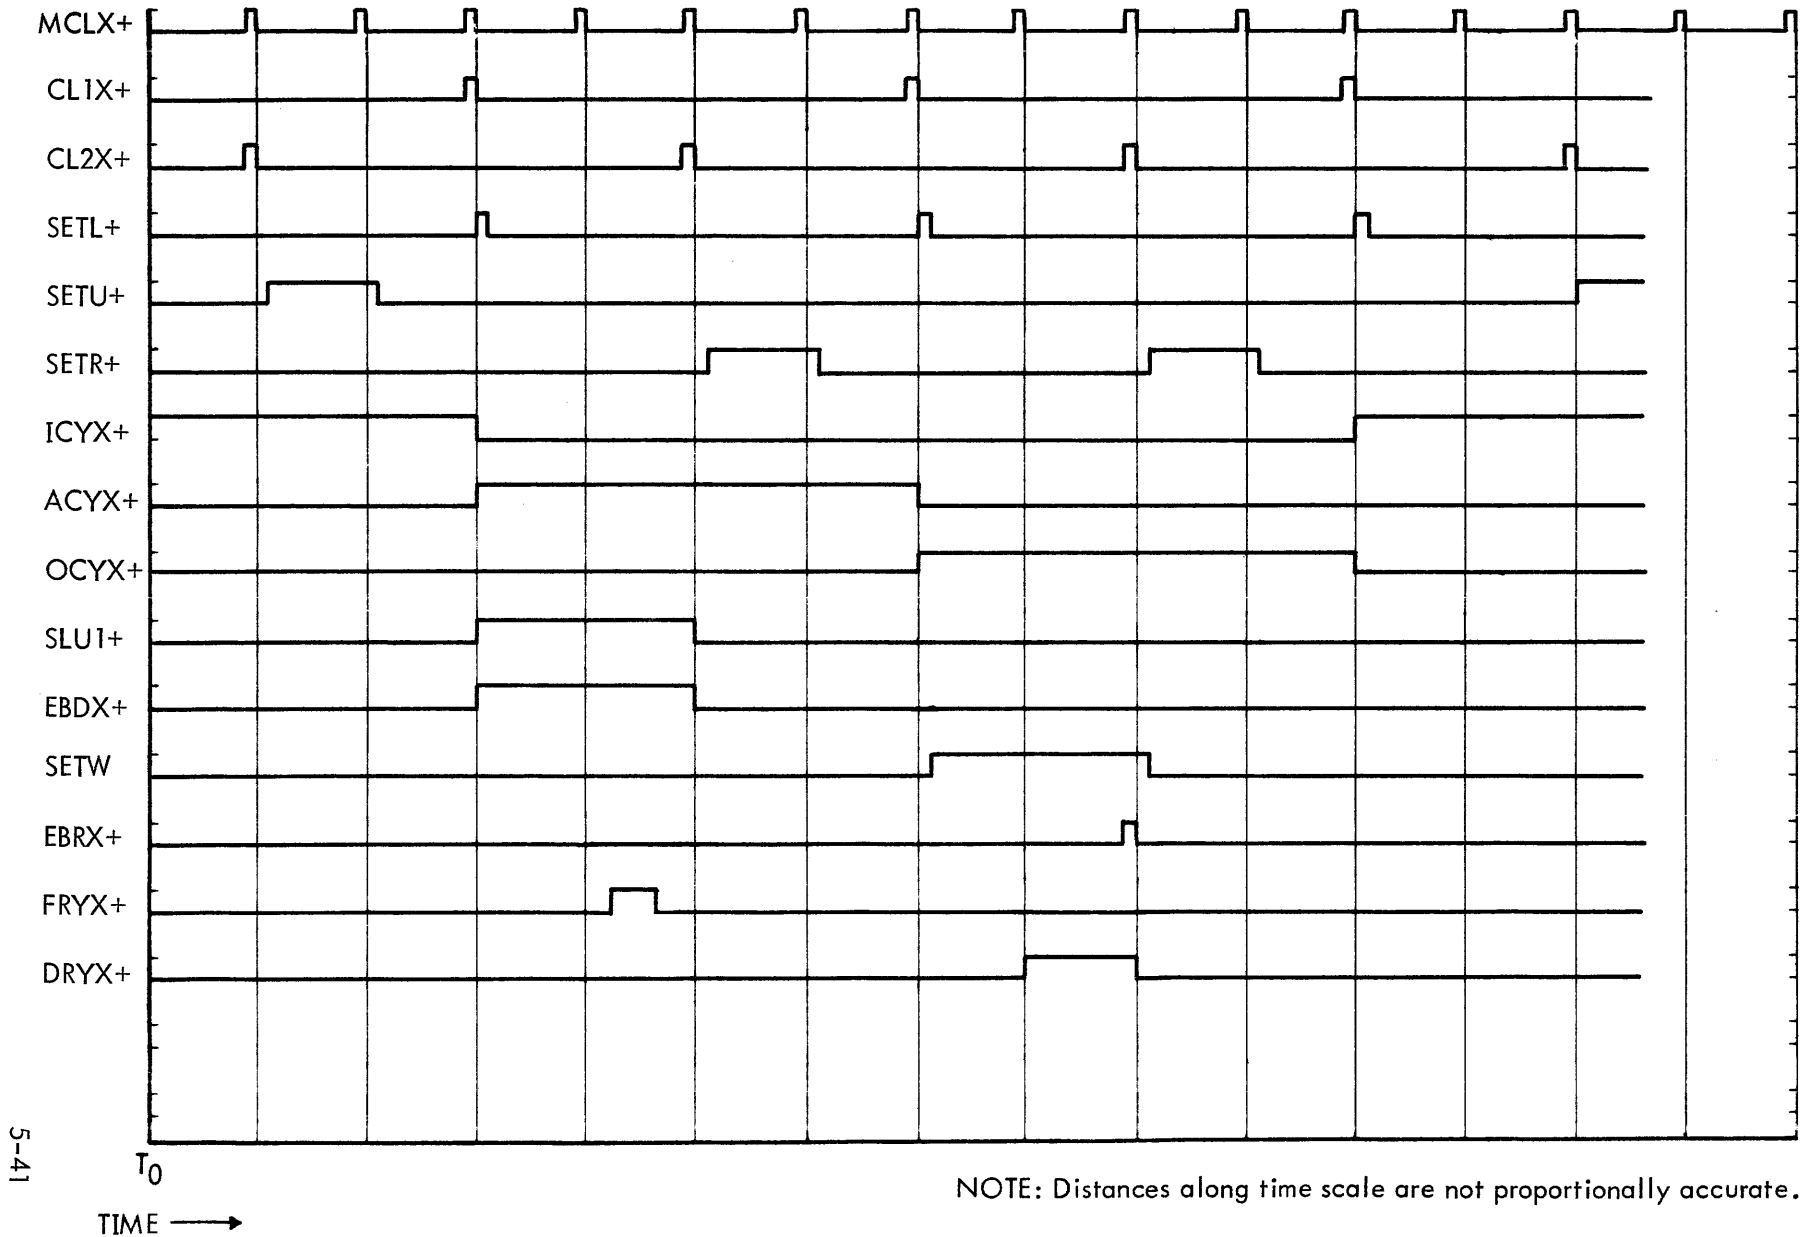 MCLX+
CL1X+
CL2X+
SETL+
SETU+
SETR+
ICYX+
ACYX+
OCYX+
SLU1+
EBDX+
SETW
EBRX+
FRYX+
DRYX+
5-41
T0
NOTE: Distances along time scale are not proportionally accurate.
TIME